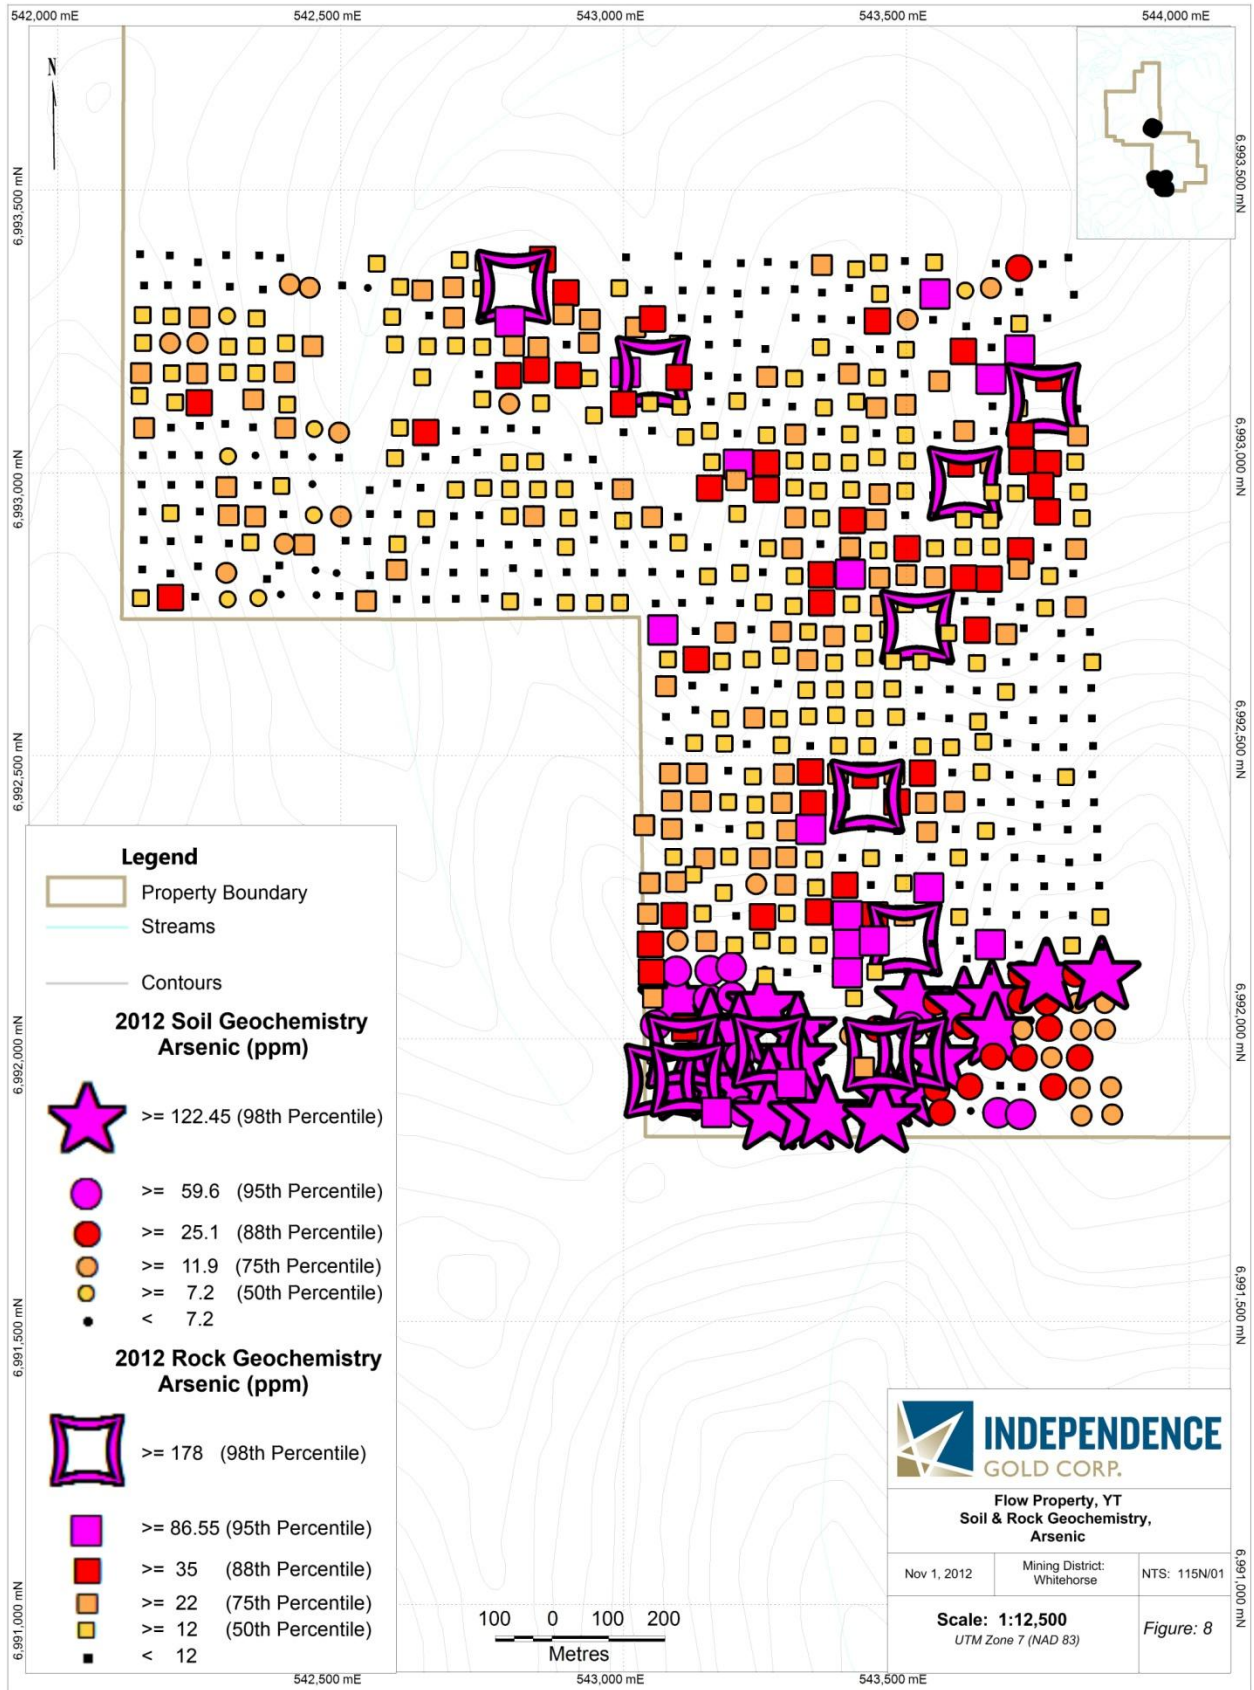 542,000 mE
542,500 mE
543,000 mE
543,500 mE
544,000 mE
N
6,993,500 mN
6,993,500 mN
6,993,000 mN
6,993,000 mN
6,992,500 mN
6,992,500 mN
Legend
Property Boundary
Streams
Contours
2012 Soil Geochemistry
Arsenic (ppm)
>= 122.45 (98th Percentile)
>= 59.6 (95th Percentile)
>= 25.1 (88th Percentile)
>= 11.9 (75th Percentile)
>= 7.2 (50th Percentile)
< 7.2
2012 Rock Geochemistry
Arsenic (ppm)
>= 178 (98th Percentile)
>= 86.55 (95th Percentile)
>= 35 (88th Percentile)
>= 22 (75th Percentile)
>= 12 (50th Percentile)
< 12
6,992,000 mN
6,992,000 mN
6,991,500 mN
6,991,500 mN
6,991,000 mN
6,991,000 mN
100 0 100 200
Metres
INDEPENDENCE
GOLD CORP.
Flow Property, YT
Soil & Rock Geochemistry,
Arsenic
Nov 1, 2012
Mining District:
Whitehorse
NTS: 115N/01
Scale: 1:12,500
UTM Zone 7 (NAD 83)
Figure: 8
542,500 mE
543,000 mE
543,500 mE